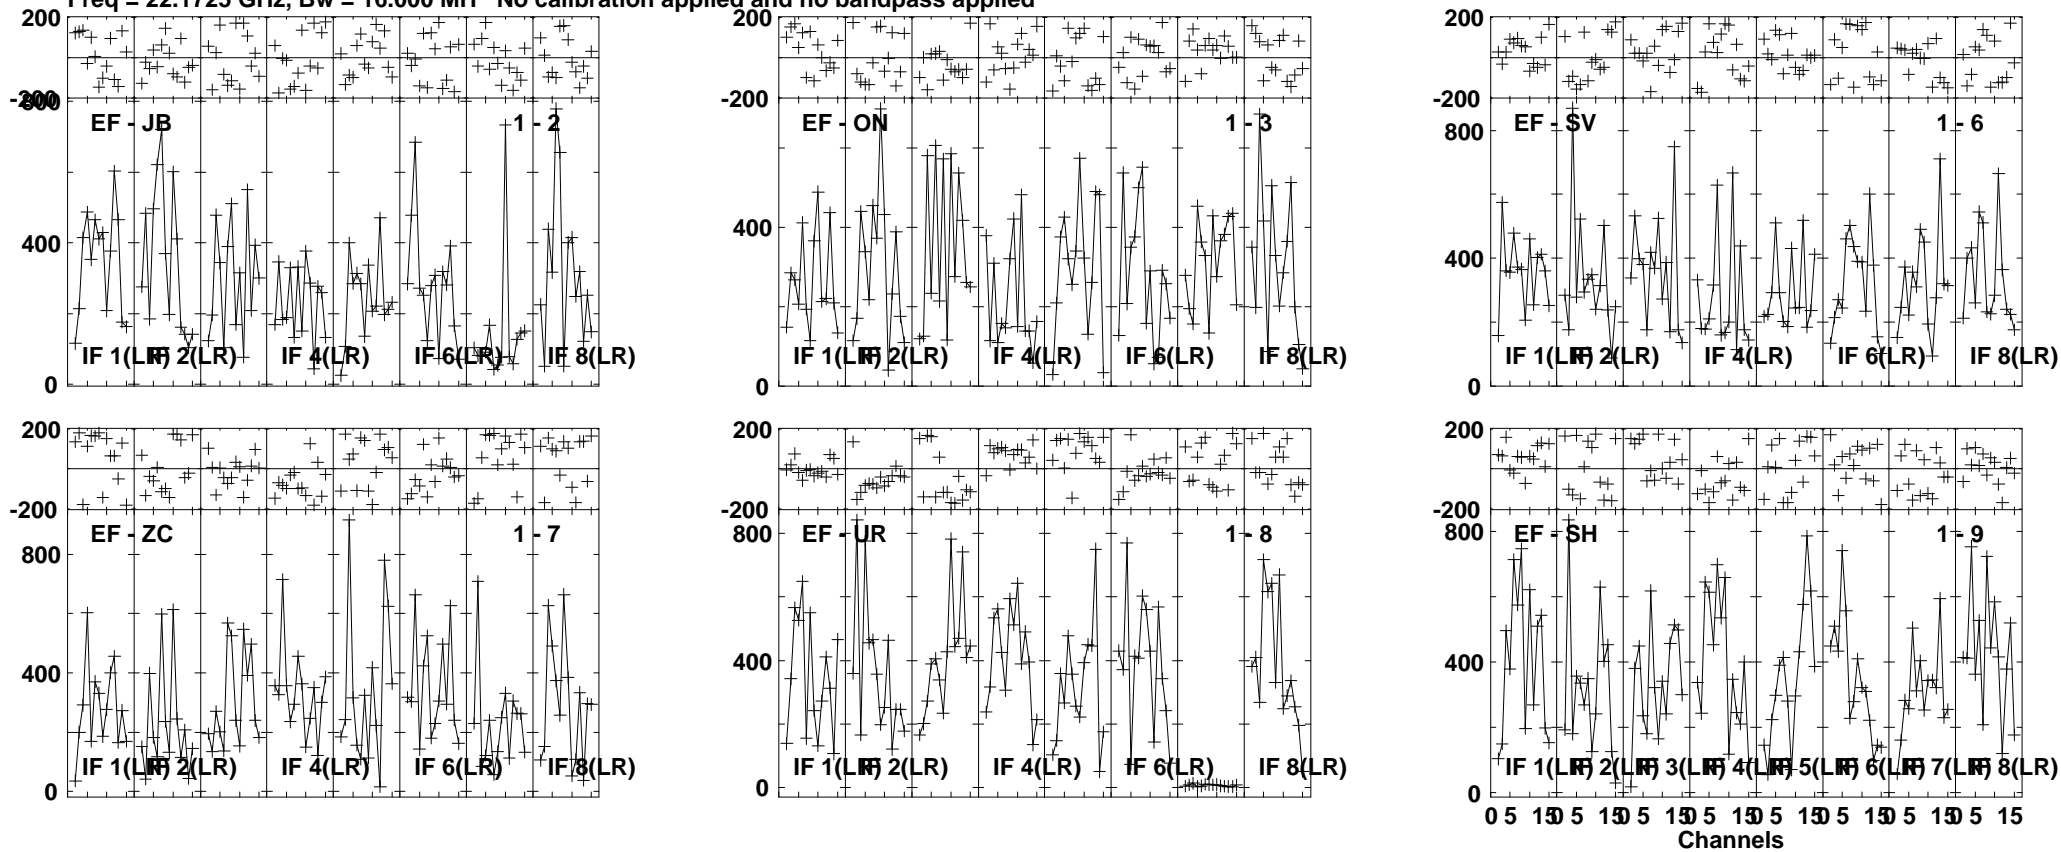 Freq = 22.1725 GHz, Bw = 16.000 MH No calibration applied and no bandpass applied
200
-200
800
400
0
EF - JB
1 - 2
IF 1(LR)
IF 2(LR)
IF 4(LR)
IF 6(LR)
IF 8(LR)
200
-200
400
0
EF - ON
1 - 3
IF 1(LR)
IF 2(LR)
IF 4(LR)
IF 6(LR)
IF 8(LR)
200
-200
800
400
0
EF - SV
1 - 6
IF 1(LR)
IF 2(LR)
IF 4(LR)
IF 6(LR)
IF 8(LR)
200
-200
800
400
0
EF - ZC
1 - 7
IF 1(LR)
IF 2(LR)
IF 4(LR)
IF 6(LR)
IF 8(LR)
200
-200
800
400
0
EF - UR
1 - 8
IF 1(LR)
IF 2(LR)
IF 4(LR)
IF 6(LR)
IF 8(LR)
200
-200
800
400
0
EF - SH
1 - 9
IF 1(LR)
IF 2(LR)
IF 3(LR)
IF 4(LR)
IF 5(LR)
IF 6(LR)
IF 7(LR)
IF 8(LR)
0 5 15
0 5 15
0 5 15
0 5 15
0 5 15
0 5 15
0 5 15
0 5 15
Channels